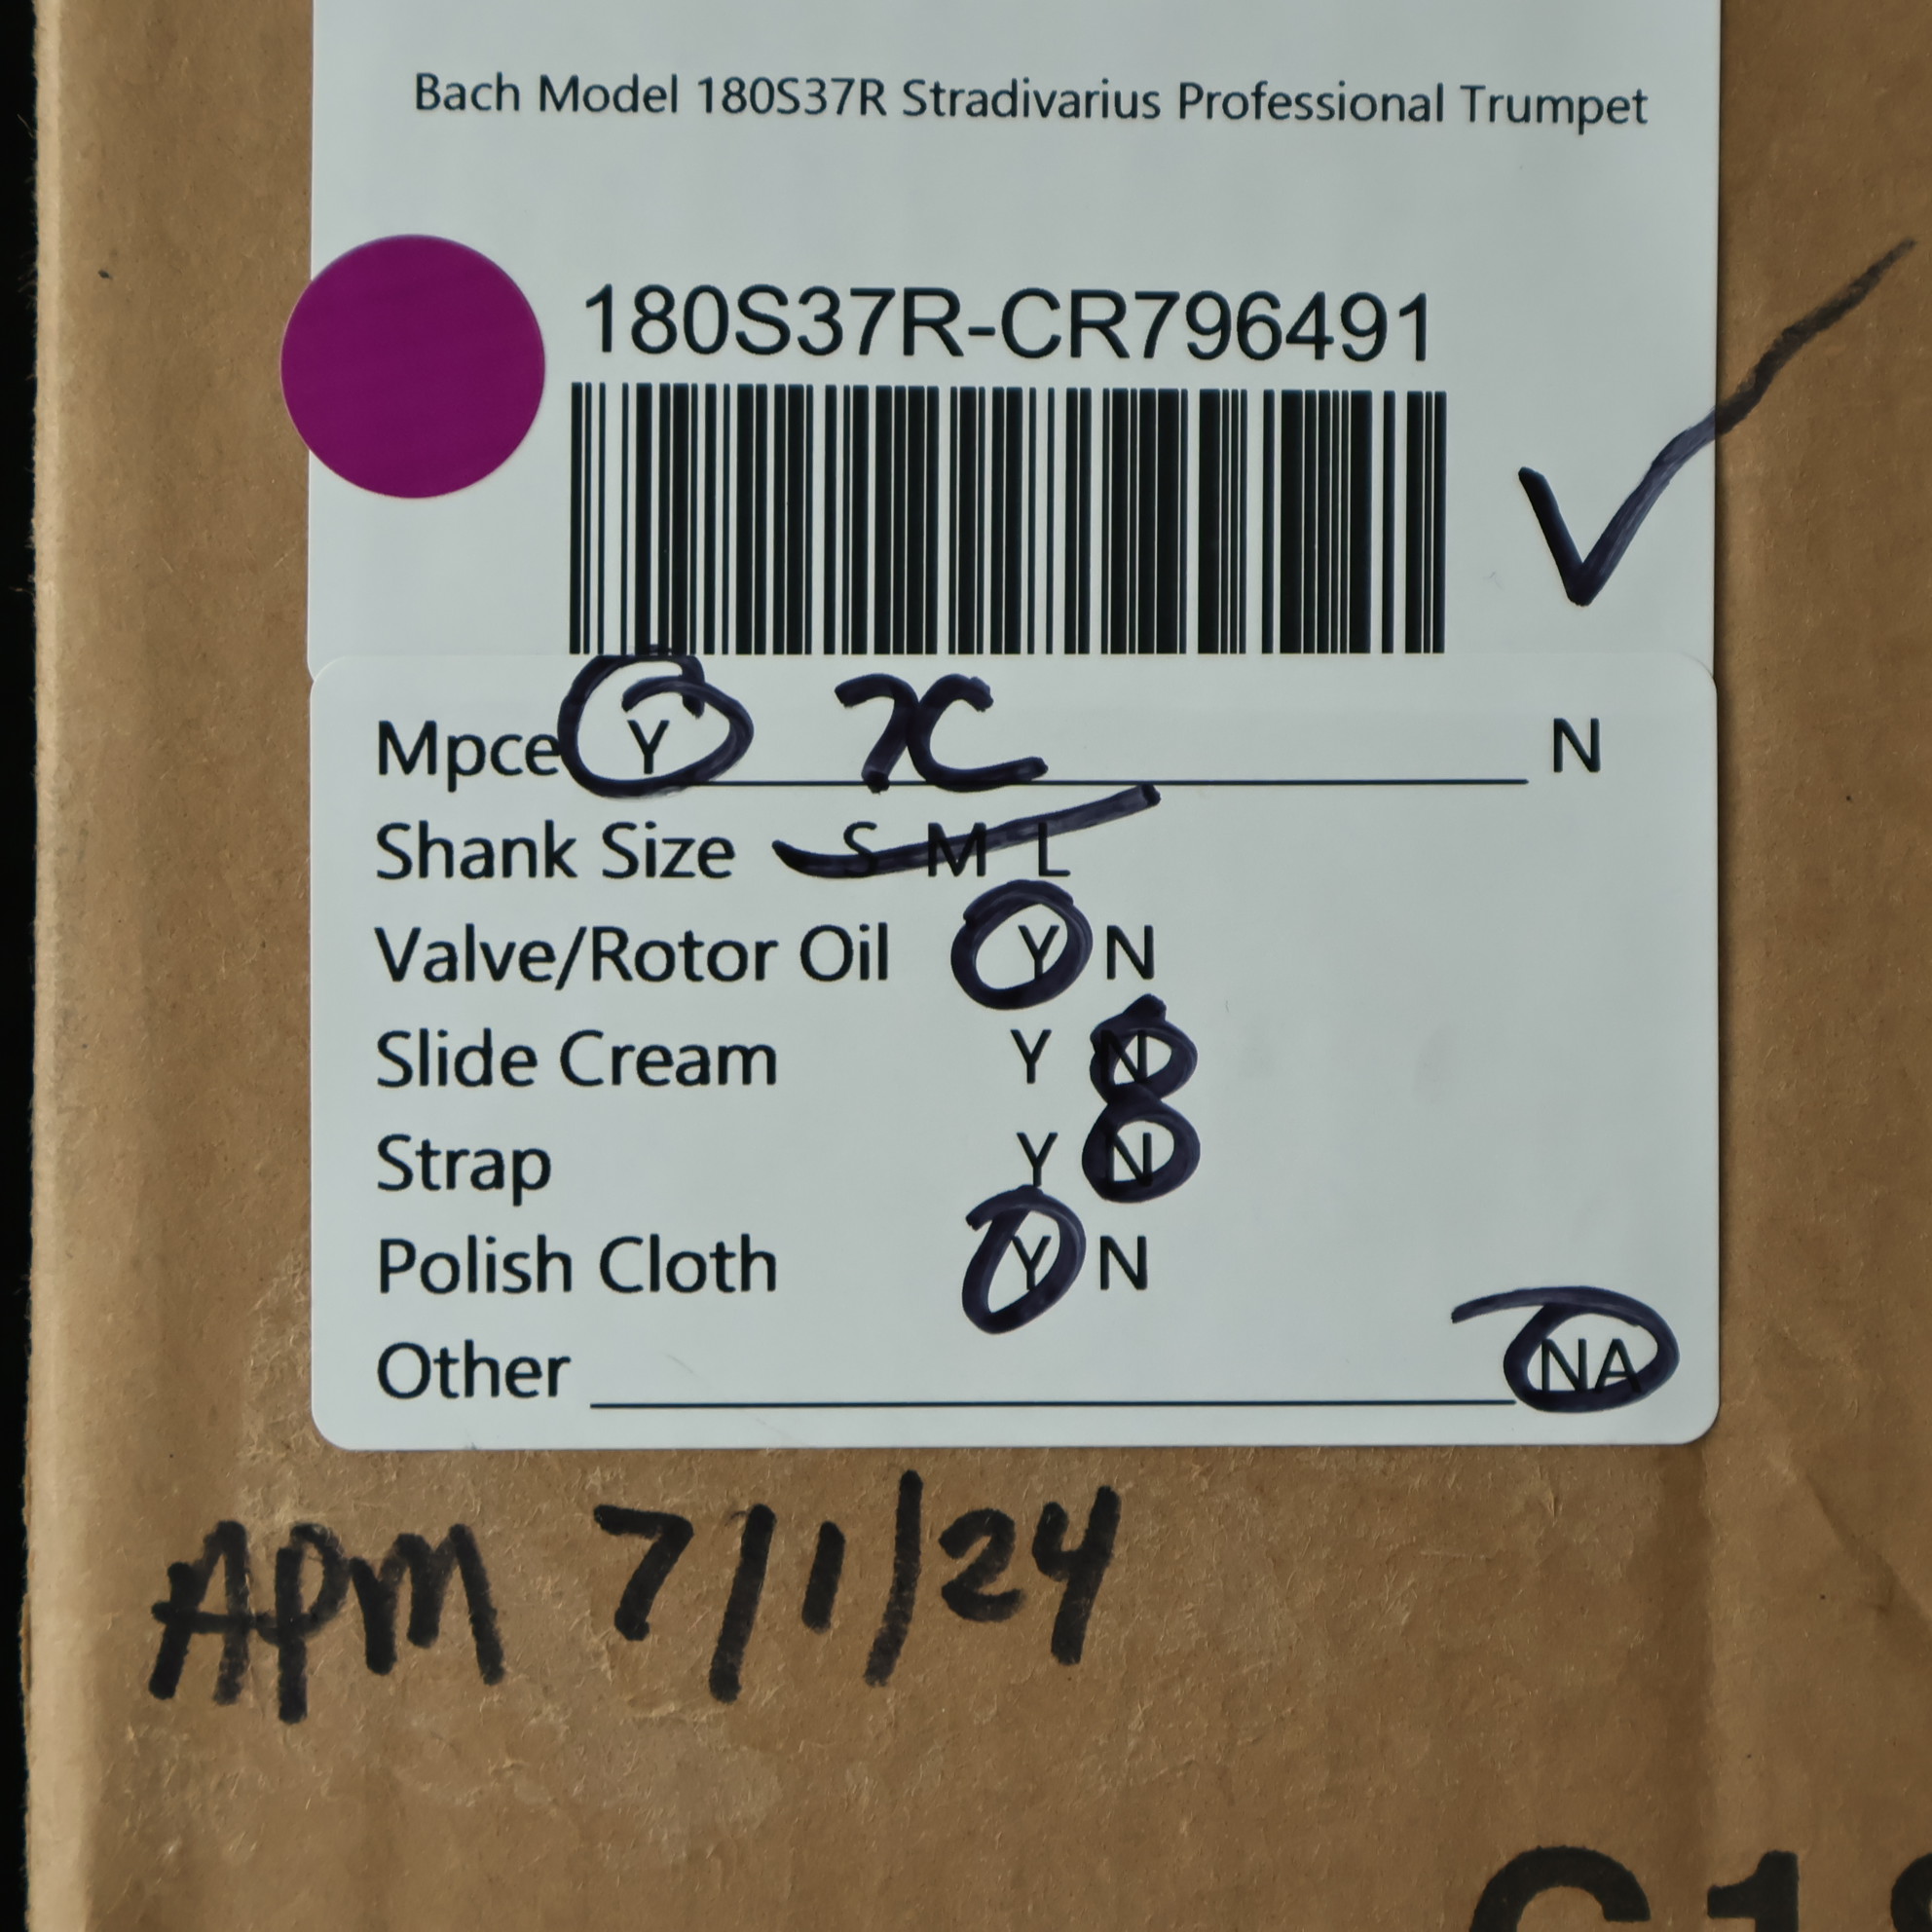 Bach Model 180S37R Stradivarius Professional Trumpet
180S37R-CR796491
Mpce Y 7C N
Shank Size S M L
Valve/Rotor Oil Y N
Slide Cream Y N
Strap Y N
Polish Cloth Y N
Other NA
APM 7/1/24